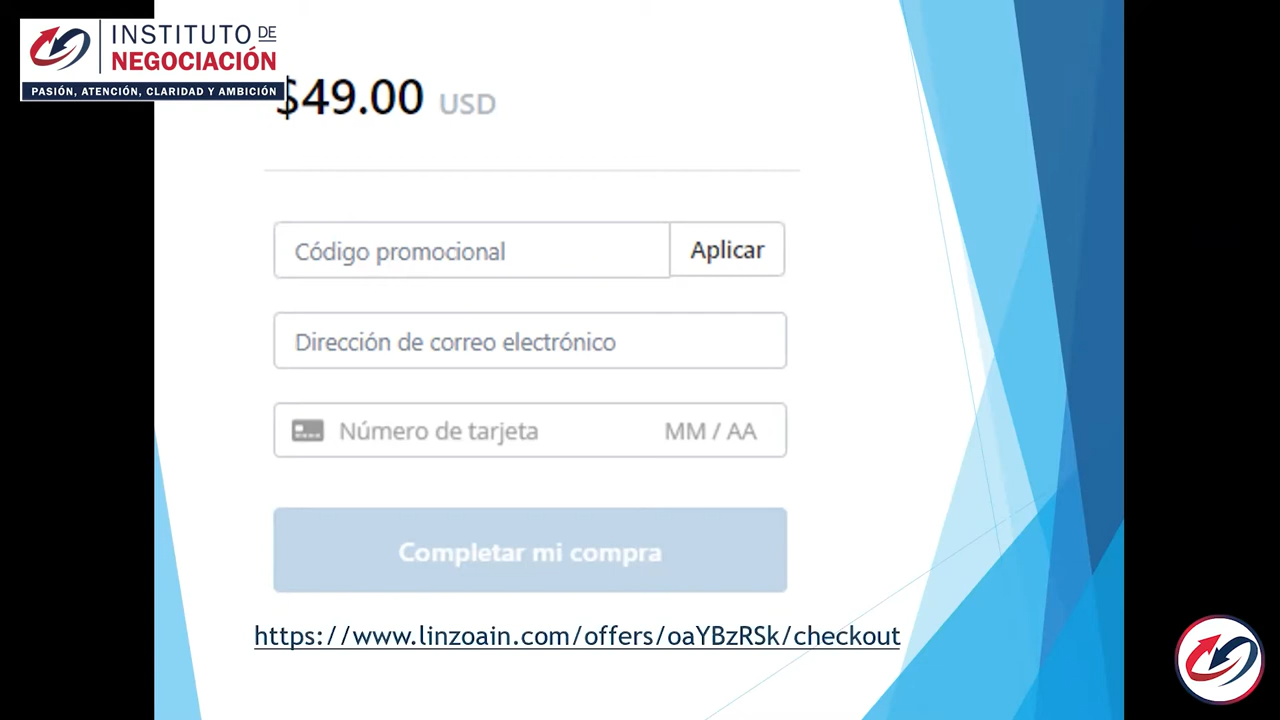 INSTITUTO DE
NEGOCIACIÓN
PASIÓN, ATENCIÓN, CLARIDAD Y AMBICIÓN
$49.00 USD
Código promocional Aplicar
Dirección de correo electrónico
Número de tarjeta MM / AA
Completar mi compra
https://www.linzoain.com/offers/oaYBzRSk/checkout